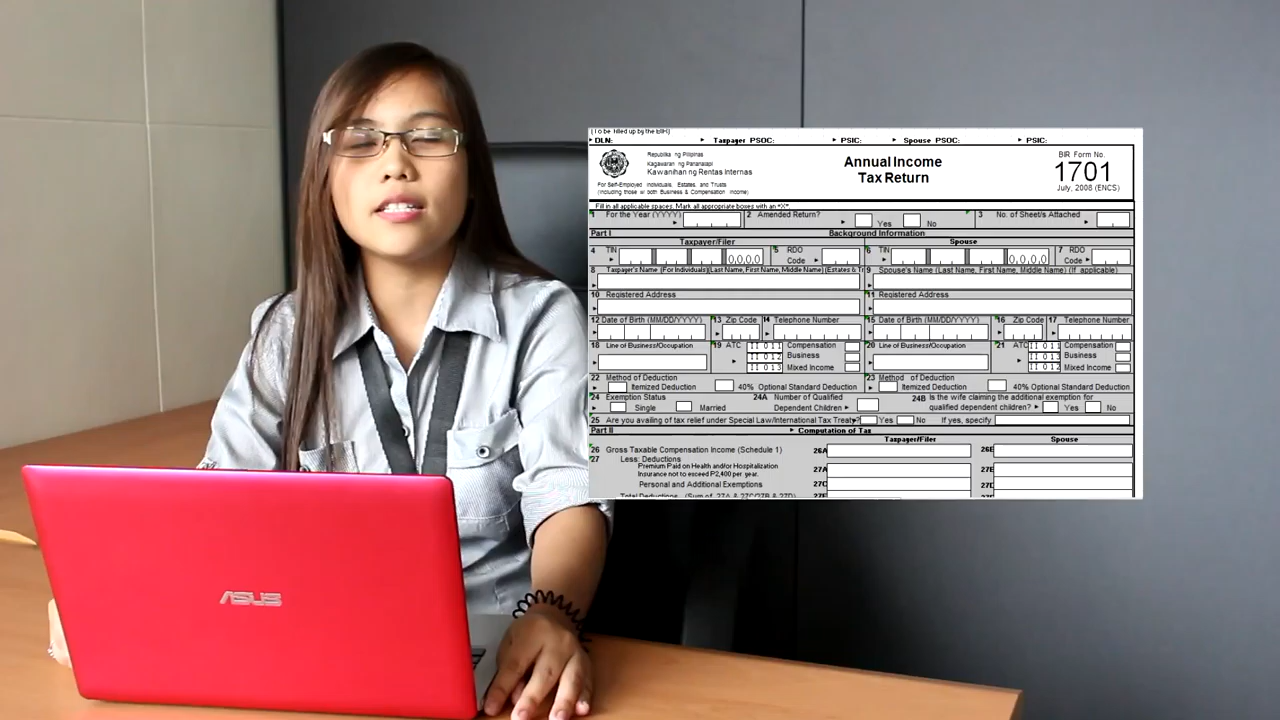 (To be filled up by the BIR)
DLN: Taxpayer PSOC: PSIC: Spouse PSOC: PSIC:
Republika ng Pilipinas
Kagawaran ng Pananalapi
Kawanihan ng Rentas Internas
For Self-Employed Individuals, Estates, and Trusts
(Including those with both Business & Compensation Income)
Annual Income
Tax Return
BIR Form No.
1701
July, 2008 (ENCS)
Fill in all applicable spaces. Mark all appropriate boxes with an "X".
1 For the Year (YYYY) 2 Amended Return? Yes No 3 No. of Sheets Attached
Part I Background Information
Taxpayer/Filer Spouse
4 TIN 0,0,0,0 5 RDO Code 6 TIN 0,0,0,0 7 RDO Code
8 Taxpayer's Name (For Individuals)(Last Name, First Name, Middle Name) (Estates & Tr 9 Spouse's Name (Last Name, First Name, Middle Name) (If applicable)
10 Registered Address 11 Registered Address
12 Date of Birth (MM/DD/YYYY) 13 Zip Code 14 Telephone Number 15 Date of Birth (MM/DD/YYYY) 16 Zip Code 17 Telephone Number
18 Line of Business/Occupation 19 ATC II 011 Compensation 20 Line of Business/Occupation 21 ATC II 011 Compensation
II 012 Business II 013 Business
II 013 Mixed Income II 012 Mixed Income
22 Method of Deduction 23 Method of Deduction
Itemized Deduction 40% Optional Standard Deduction Itemized Deduction 40% Optional Standard Deduction
24 Exemption Status 24A Number of Qualified 24B Is the wife claiming the additional exemption for
Single Married Dependent Children qualified dependent children? Yes No
25 Are you availing of tax relief under Special Law/International Tax Treaty? Yes No If yes, specify
Part II Computation of Tax
Taxpayer/Filer Spouse
26 Gross Taxable Compensation Income (Schedule 1) 26A 26B
27 Less: Deductions
Premium Paid on Health and/or Hospitalization
Insurance not to exceed P2,400 per year. 27A 27B
Personal and Additional Exemptions 27C 27D
Total Deductions (Sum of 27A & 27C/27B & 27D) 27E
ASUS